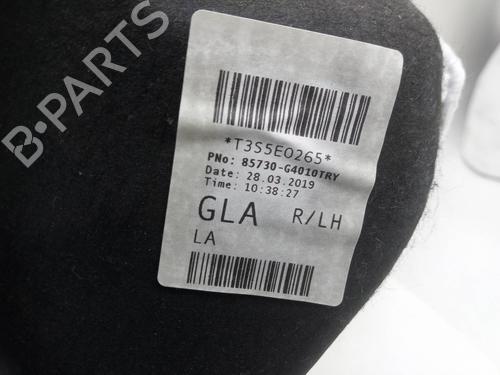 B-PARTS
*T3S5E0265*
PNo: 85730-G4010TRY
Date: 28.03.2019
Time: 10:38:27
GLA R/LH
LA